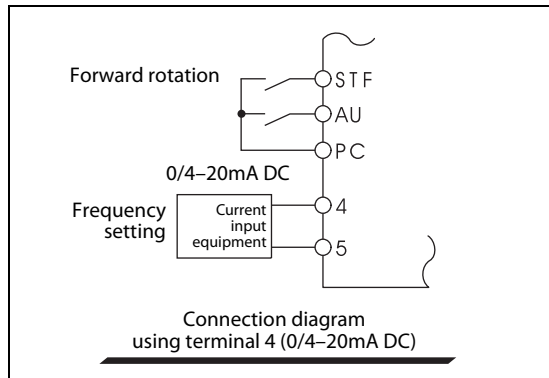 Forward rotation
STF
AU
PC
0/4–20mA DC
Frequency
setting
Current
input
equipment
4
5
Connection diagram
using terminal 4 (0/4–20mA DC)